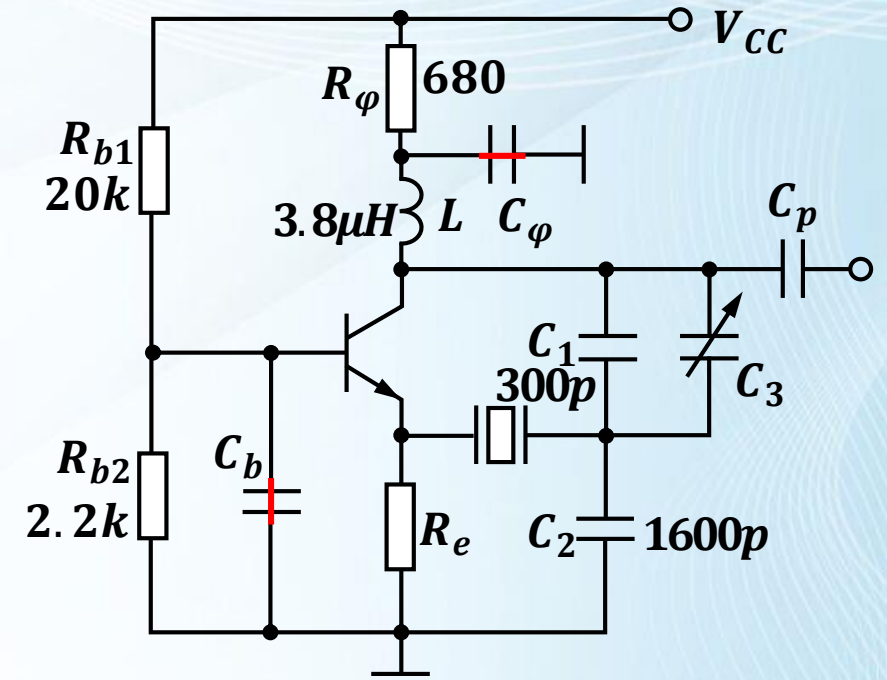 V_CC
R_φ 680
R_b1
20k
3.8μH L C_φ
C_p
C_1
300p
C_3
R_b2
2.2k
C_b
R_e
C_2 1600p